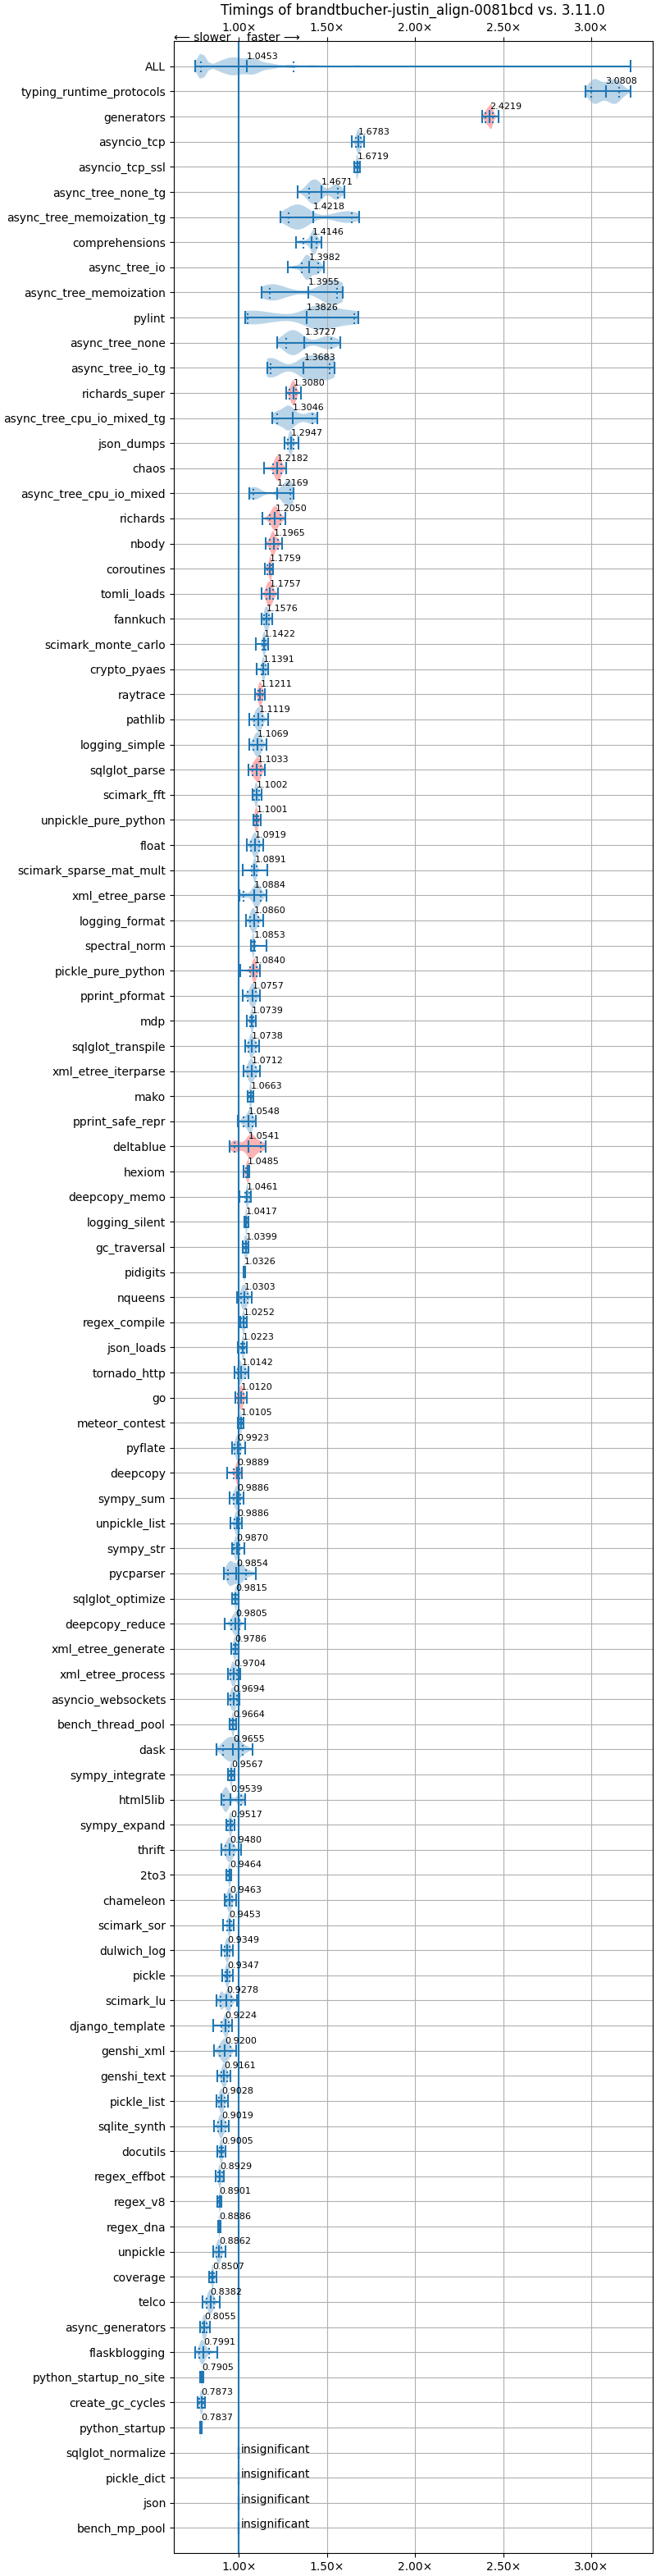 Timings of brandtbucher-justin_align-0081bcd vs. 3.11.0
1.00× 1.50× 2.00× 2.50× 3.00×
⟵ slower faster ⟶
ALL 1.0453
typing_runtime_protocols 3.0808
generators 2.4219
asyncio_tcp 1.6783
asyncio_tcp_ssl 1.6719
async_tree_none_tg 1.4671
async_tree_memoization_tg 1.4218
comprehensions 1.4146
async_tree_io 1.3982
async_tree_memoization 1.3955
pylint 1.3826
async_tree_none 1.3727
async_tree_io_tg 1.3683
richards_super 1.3080
async_tree_cpu_io_mixed_tg 1.3046
json_dumps 1.2947
chaos 1.2182
async_tree_cpu_io_mixed 1.2169
richards 1.2050
nbody 1.1965
coroutines 1.1759
tomli_loads 1.1757
fannkuch 1.1576
scimark_monte_carlo 1.1422
crypto_pyaes 1.1391
raytrace 1.1211
pathlib 1.1119
logging_simple 1.1069
sqlglot_parse 1.1033
scimark_fft 1.1002
unpickle_pure_python 1.1001
float 1.0919
scimark_sparse_mat_mult 1.0891
xml_etree_parse 1.0884
logging_format 1.0860
spectral_norm 1.0853
pickle_pure_python 1.0840
pprint_pformat 1.0757
mdp 1.0739
sqlglot_transpile 1.0738
xml_etree_iterparse 1.0712
mako 1.0663
pprint_safe_repr 1.0548
deltablue 1.0541
hexiom 1.0485
deepcopy_memo 1.0461
logging_silent 1.0417
gc_traversal 1.0399
pidigits 1.0326
nqueens 1.0303
regex_compile 1.0252
json_loads 1.0223
tornado_http 1.0142
go 1.0120
meteor_contest 1.0105
pyflate 0.9923
deepcopy 0.9889
sympy_sum 0.9886
unpickle_list 0.9886
sympy_str 0.9870
pycparser 0.9854
sqlglot_optimize 0.9815
deepcopy_reduce 0.9805
xml_etree_generate 0.9786
xml_etree_process 0.9704
asyncio_websockets 0.9694
bench_thread_pool 0.9664
dask 0.9655
sympy_integrate 0.9567
html5lib 0.9539
sympy_expand 0.9517
thrift 0.9480
2to3 0.9464
chameleon 0.9463
scimark_sor 0.9453
dulwich_log 0.9349
pickle 0.9347
scimark_lu 0.9278
django_template 0.9224
genshi_xml 0.9200
genshi_text 0.9161
pickle_list 0.9028
sqlite_synth 0.9019
docutils 0.9005
regex_effbot 0.8929
regex_v8 0.8901
regex_dna 0.8886
unpickle 0.8862
coverage 0.8507
telco 0.8382
async_generators 0.8055
flaskblogging 0.7991
python_startup_no_site 0.7905
create_gc_cycles 0.7873
python_startup 0.7837
sqlglot_normalize insignificant
pickle_dict insignificant
json insignificant
bench_mp_pool insignificant
1.00× 1.50× 2.00× 2.50× 3.00×